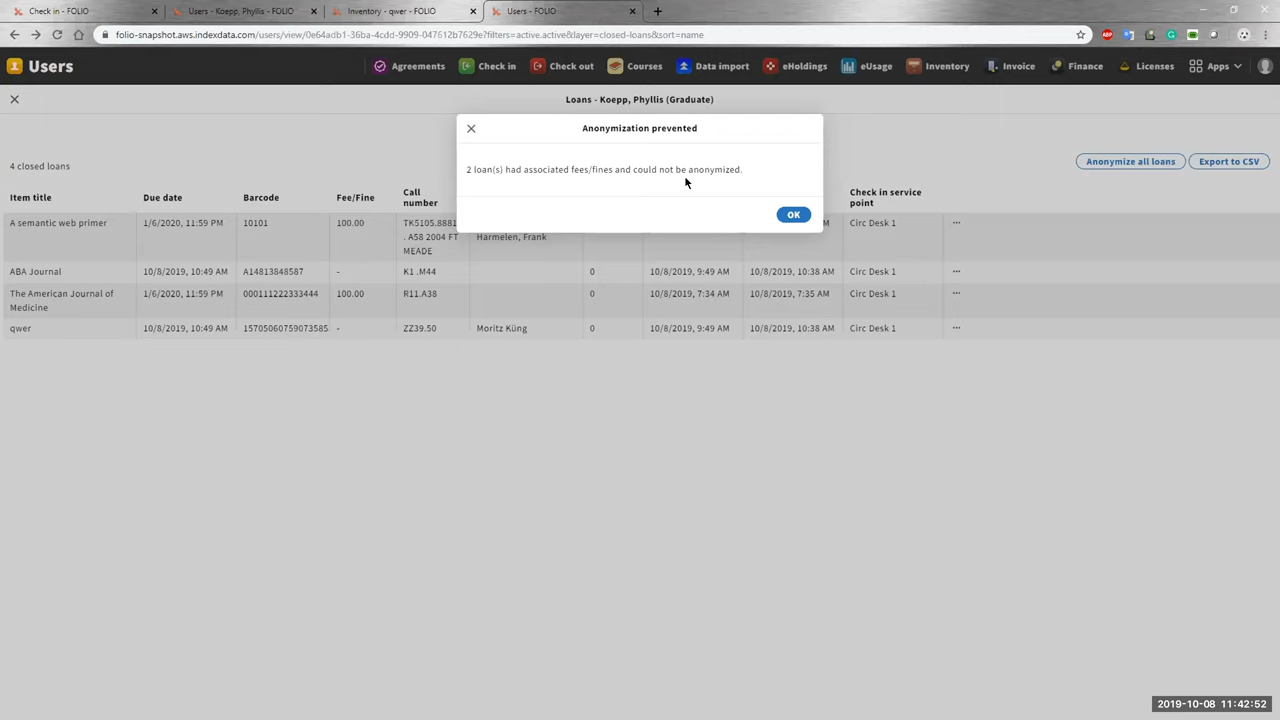 Check in - FOLIO
Users - Koepp, Phyllis - FOLIO
Inventory - qwer - FOLIO
Users - FOLIO
folio-snapshot.aws.indexdata.com/users/view/0e64adb1-36ba-4cdd-9909-047612b7629e?filters=active.active&layer=closed-loans&sort=name
Users
Agreements
Check in
Check out
Courses
Data import
eHoldings
eUsage
Inventory
Invoice
Finance
Licenses
Apps
Loans - Koepp, Phyllis (Graduate)
Anonymization prevented
2 loan(s) had associated fees/fines and could not be anonymized.
OK
4 closed loans
Anonymize all loans
Export to CSV
Item title
Due date
Barcode
Fee/Fine
Call
number
Check in service
point
A semantic web primer
1/6/2020, 11:59 PM
10101
100.00
TK5105.8881
. A58 2004 FT
MEADE
Harmelen, Frank
Circ Desk 1
ABA Journal
10/8/2019, 10:49 AM
A14813848587
-
K1 .M44
0
10/8/2019, 9:49 AM
10/8/2019, 10:38 AM
Circ Desk 1
The American Journal of
Medicine
1/6/2020, 11:59 PM
000111222333444
100.00
R11.A38
0
10/8/2019, 7:34 AM
10/8/2019, 7:35 AM
Circ Desk 1
qwer
10/8/2019, 10:49 AM
15705060759073585
-
ZZ39.50
Moritz Küng
0
10/8/2019, 9:49 AM
10/8/2019, 10:38 AM
Circ Desk 1
2019-10-08 11:42:52